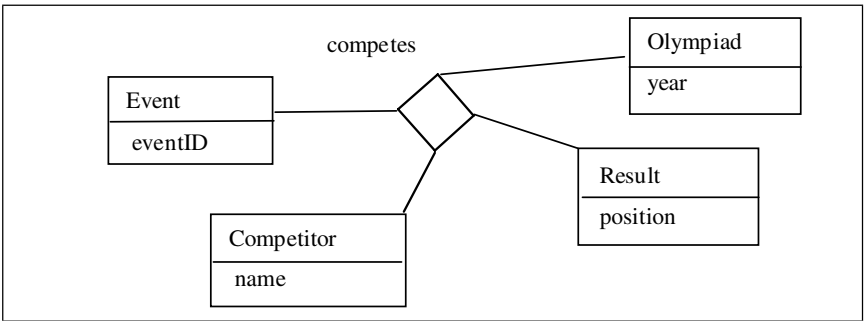 competes
Olympiad
year
Event
eventID
Result
position
Competitor
name